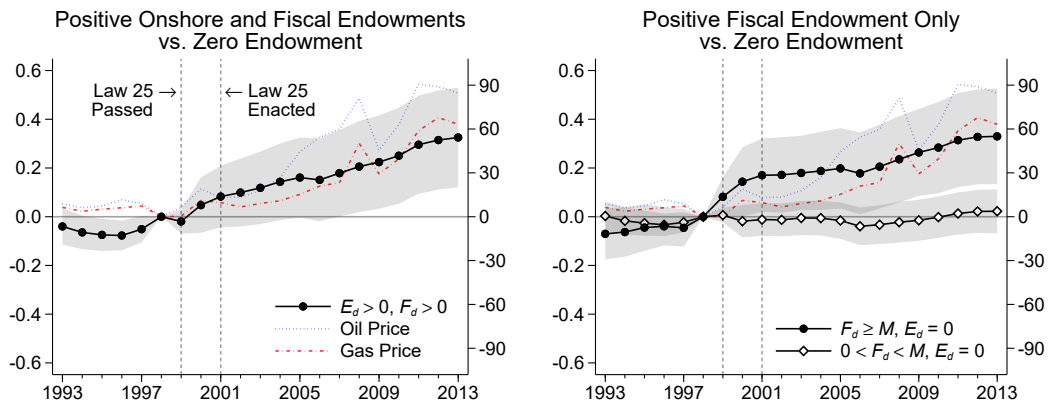 Positive Onshore and Fiscal Endowments
vs. Zero Endowment
0.6
0.4
0.2
0.0
-0.2
-0.4
-0.6
90
60
30
0
-30
-60
-90
Law 25 →
Passed
← Law 25
Enacted
E_d > 0, F_d > 0
Oil Price
Gas Price
1993 1997 2001 2005 2009 2013
Positive Fiscal Endowment Only
vs. Zero Endowment
0.6
0.4
0.2
0.0
-0.2
-0.4
-0.6
90
60
30
0
-30
-60
-90
F_d ≥ M, E_d = 0
0 < F_d < M, E_d = 0
1993 1997 2001 2005 2009 2013